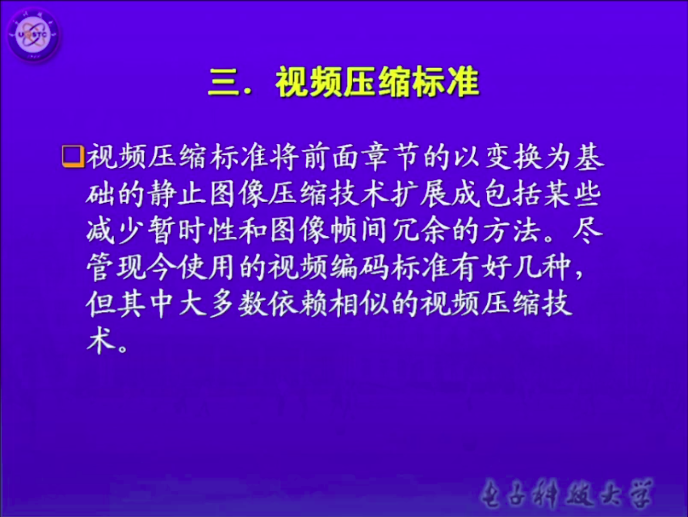 三．视频压缩标准
视频压缩标准将前面章节的以变换为基
础的静止图像压缩技术扩展成包括某些
减少暂时性和图像帧间冗余的方法。尽
管现今使用的视频编码标准有好几种，
但其中大多数依赖相似的视频压缩技
术。
电子科技大学